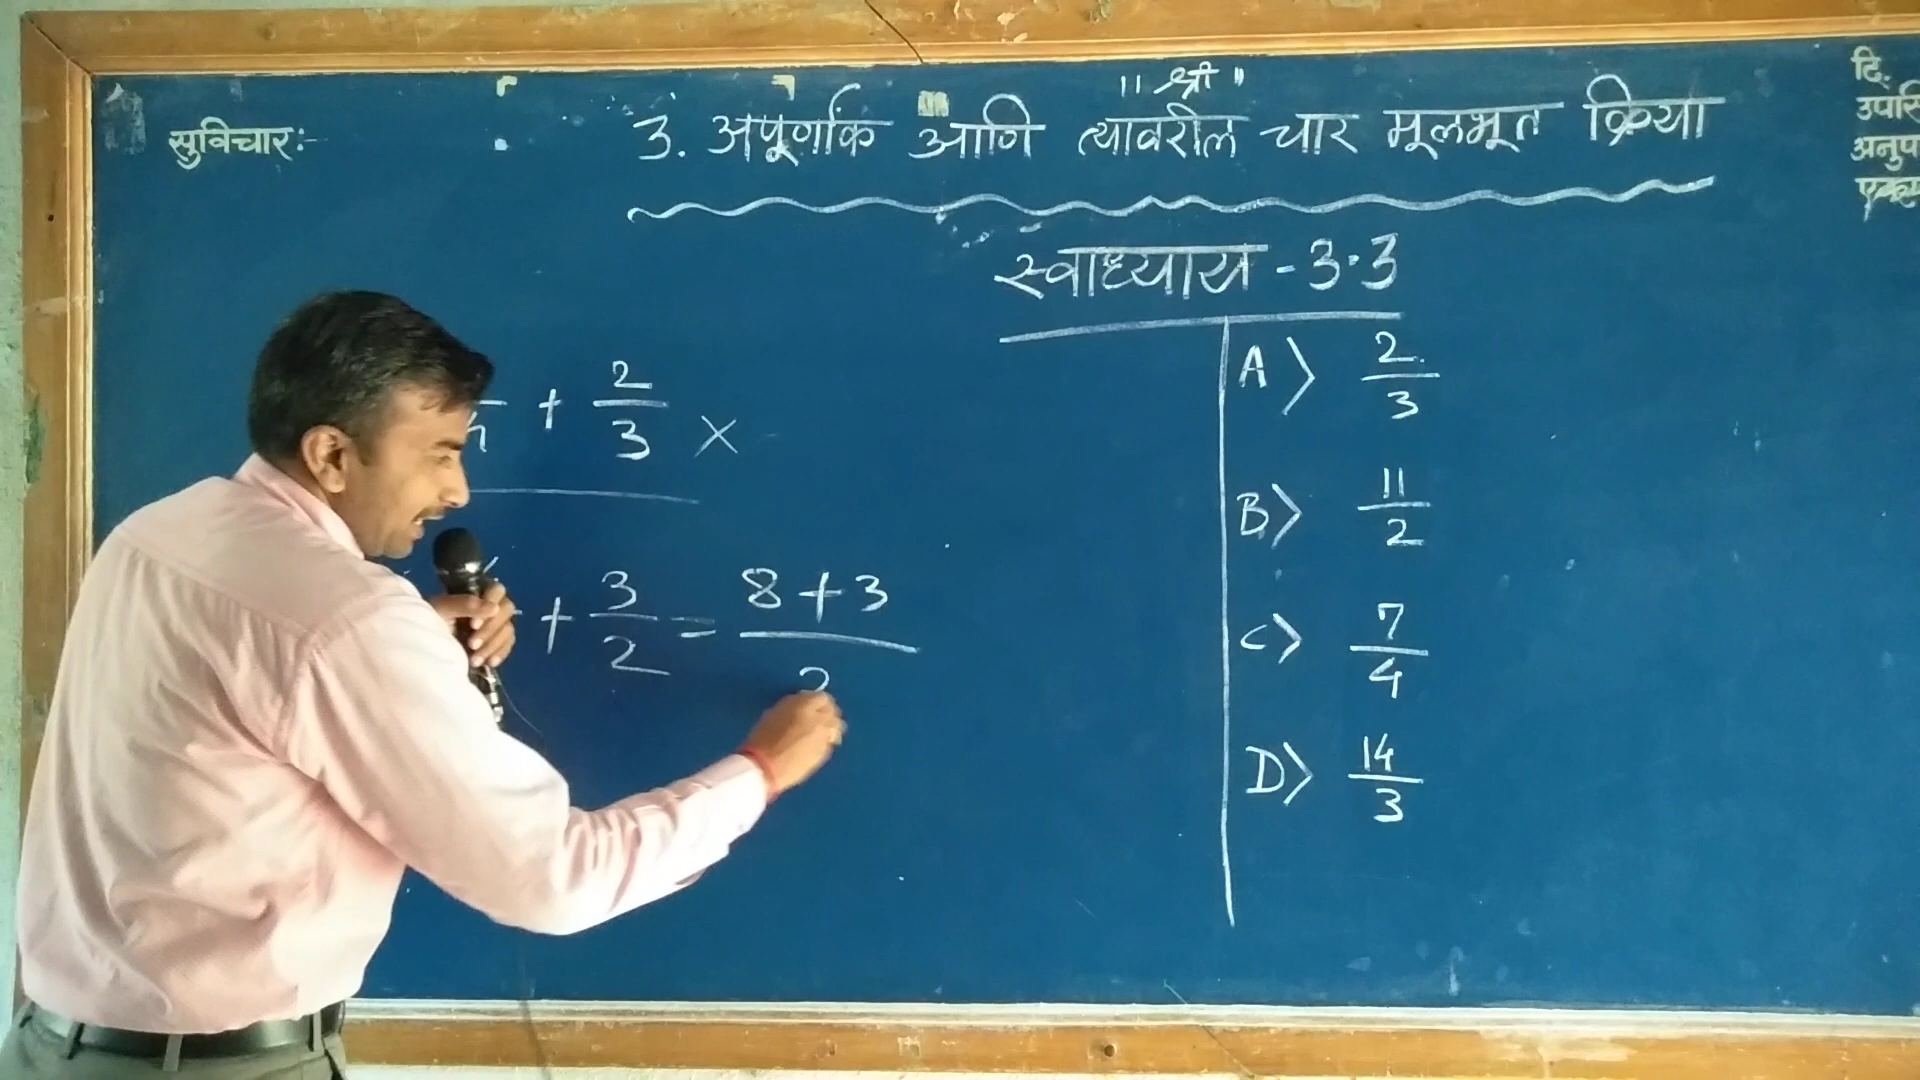 " श्री "
सुविचार:-
3. अपूर्णांक आणि त्यावरील चार मूलभूत क्रिया
दि.
स्वाध्याय - 3.3
+ 2/3 ×
+ 3/2 = 8+3/2
A> 2/3
B> 11/2
C> 7/4
D> 14/3